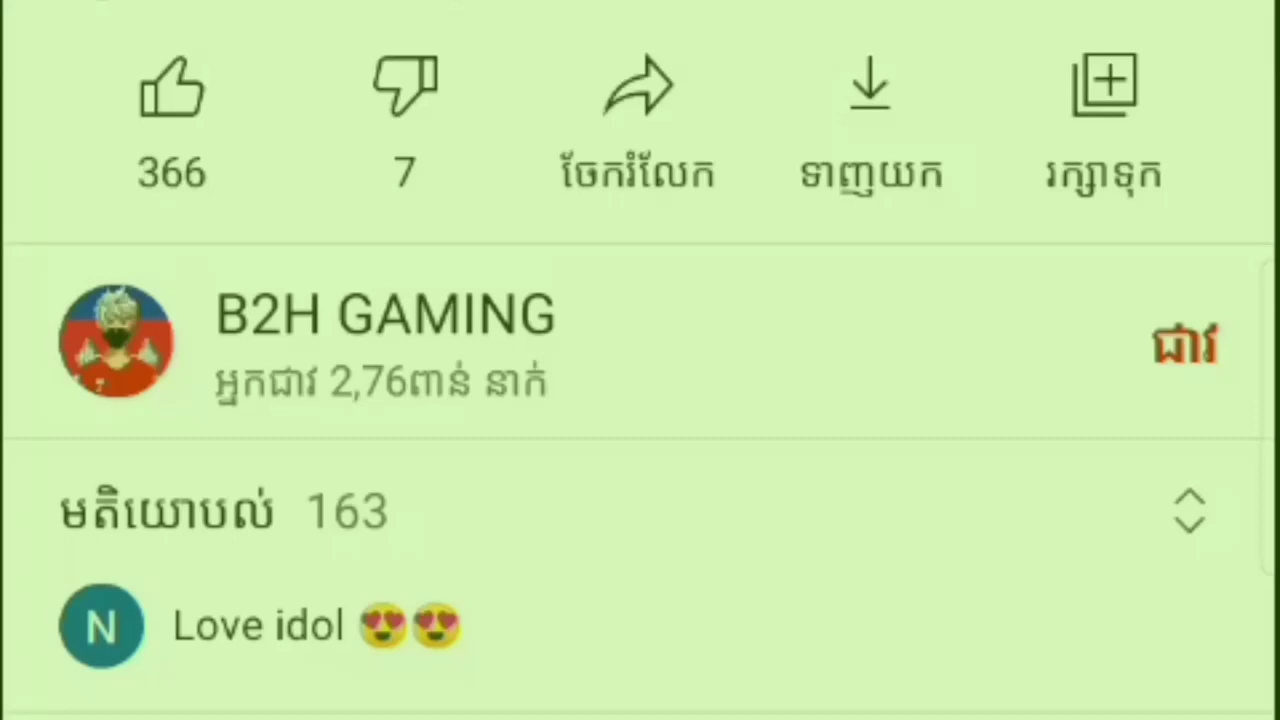 366 7 ចែករំលែក ទាញយក រក្សាទុក
B2H GAMING
ជាវ
អ្នកជាវ 2,76ពាន់ នាក់
មតិយោបល់ 163
N Love idol 😍😍